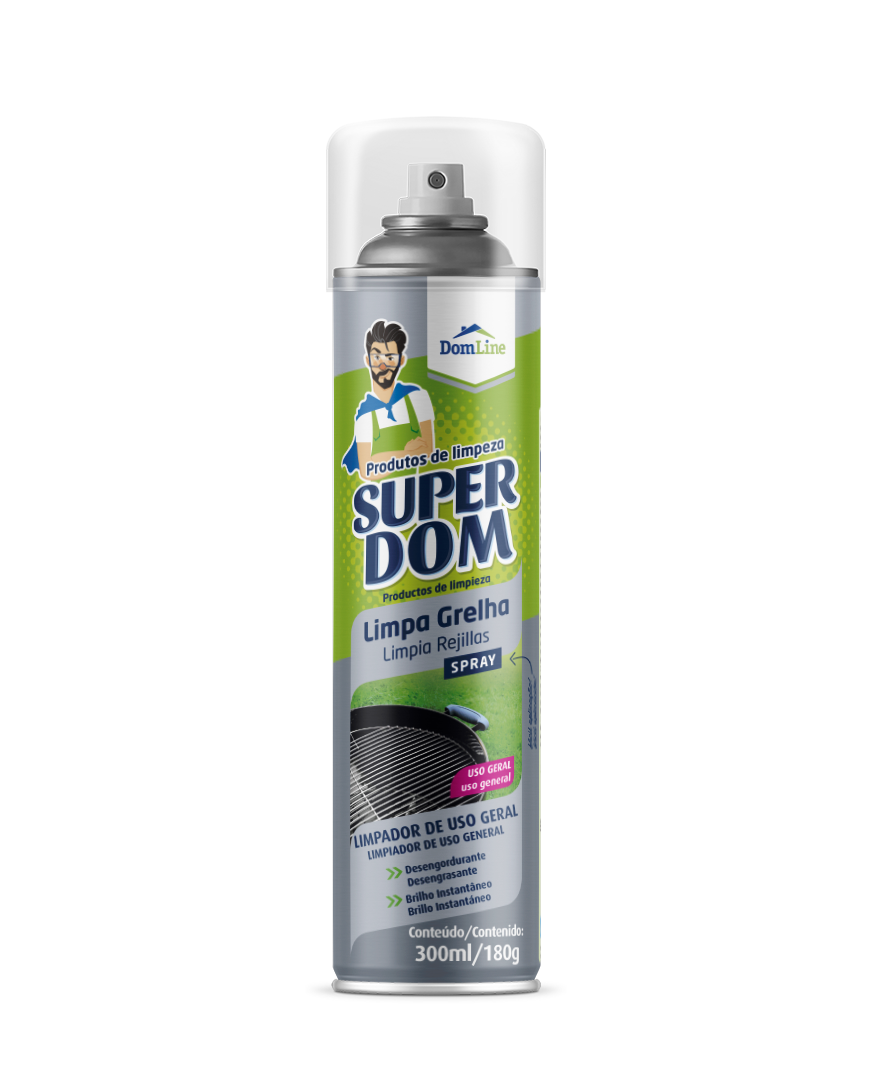 DomLine
Produtos de limpeza
SUPER
DOM
Productos de limpieza
Limpa Grelha
Limpia Rejillas
SPRAY
USO GERAL
uso general
LIMPADOR DE USO GERAL
LIMPIADOR DE USO GENERAL
Desengordurante
Desengrasante
Brilho Instantâneo
Brillo Instantáneo
Conteúdo/Contenido:
300ml/180g